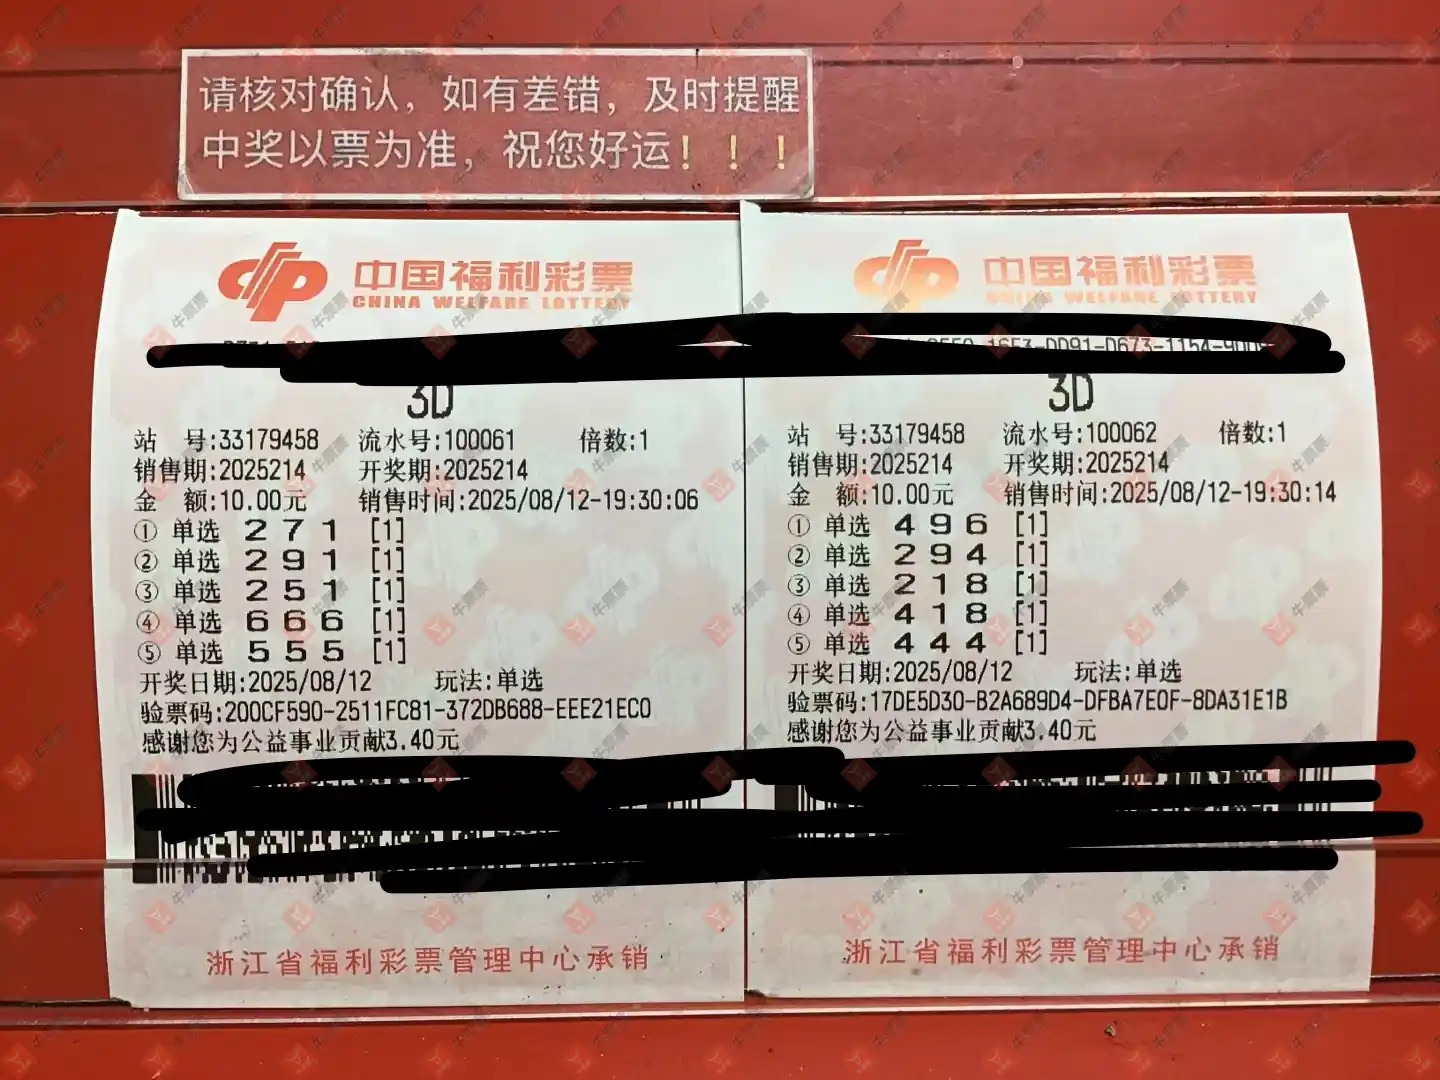 请核对确认，如有差错，及时提醒
中奖以票为准，祝您好运！！！
中国福利彩票
CHINA WELFARE LOTTERY
3D
站 号:33179458 流水号:100061 倍数:1
销售期:2025214 开奖期:2025214
金 额:10.00元 销售时间:2025/08/12-19:30:06
① 单选 2 7 1 [1]
② 单选 2 9 1 [1]
③ 单选 2 5 1 [1]
④ 单选 6 6 6 [1]
⑤ 单选 5 5 5 [1]
开奖日期:2025/08/12 玩法:单选
验票码:200CF590-2511FC81-372DB688-EEE21EC0
感谢您为公益事业贡献3.40元
浙江省福利彩票管理中心承销
中国福利彩票
CHINA WELFARE LOTTERY
3D
站 号:33179458 流水号:100062 倍数:1
销售期:2025214 开奖期:2025214
金 额:10.00元 销售时间:2025/08/12-19:30:14
① 单选 4 9 6 [1]
② 单选 2 9 4 [1]
③ 单选 2 1 8 [1]
④ 单选 4 1 8 [1]
⑤ 单选 4 4 4 [1]
开奖日期:2025/08/12 玩法:单选
验票码:17DE5D30-B2A689D4-DFBA7E0F-8DA31E1B
感谢您为公益事业贡献3.40元
浙江省福利彩票管理中心承销
牛票票